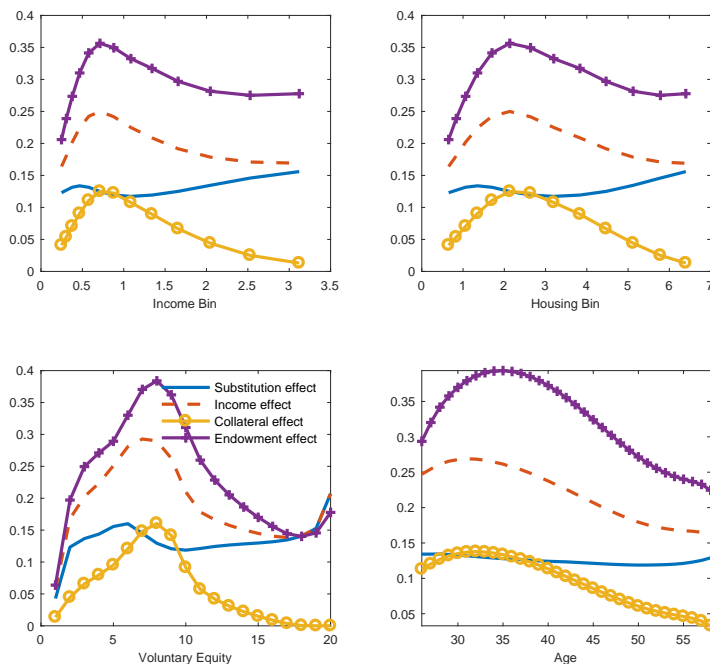 0.4
0.35
0.3
0.25
0.2
0.15
0.1
0.05
0
0 0.5 1 1.5 2 2.5 3 3.5
Income Bin
0.4
0.35
0.3
0.25
0.2
0.15
0.1
0.05
0
0 1 2 3 4 5 6 7
Housing Bin
0.4
0.35
0.3
0.25
0.2
0.15
0.1
0.05
0
0 5 10 15 20
Voluntary Equity
Substitution effect
Income effect
Collateral effect
Endowment effect
0.35
0.3
0.25
0.2
0.15
0.1
0.05
30 35 40 45 50 55
Age